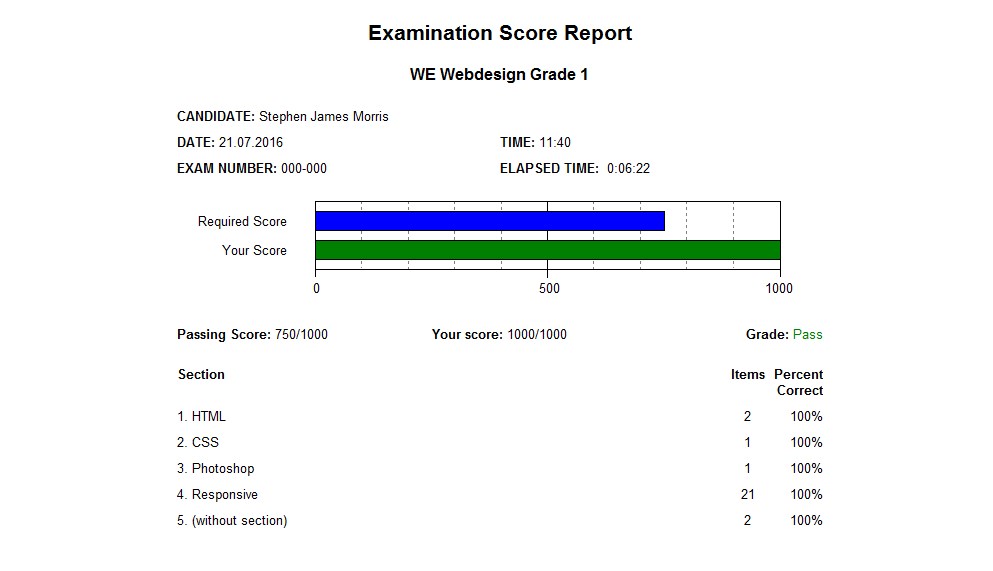 Examination Score Report
WE Webdesign Grade 1
CANDIDATE: Stephen James Morris
DATE: 21.07.2016 TIME: 11:40
EXAM NUMBER: 000-000 ELAPSED TIME: 0:06:22
Required Score
Your Score
0 500 1000
Passing Score: 750/1000 Your score: 1000/1000 Grade: Pass
Section Items Percent
Correct
1. HTML 2 100%
2. CSS 1 100%
3. Photoshop 1 100%
4. Responsive 21 100%
5. (without section) 2 100%